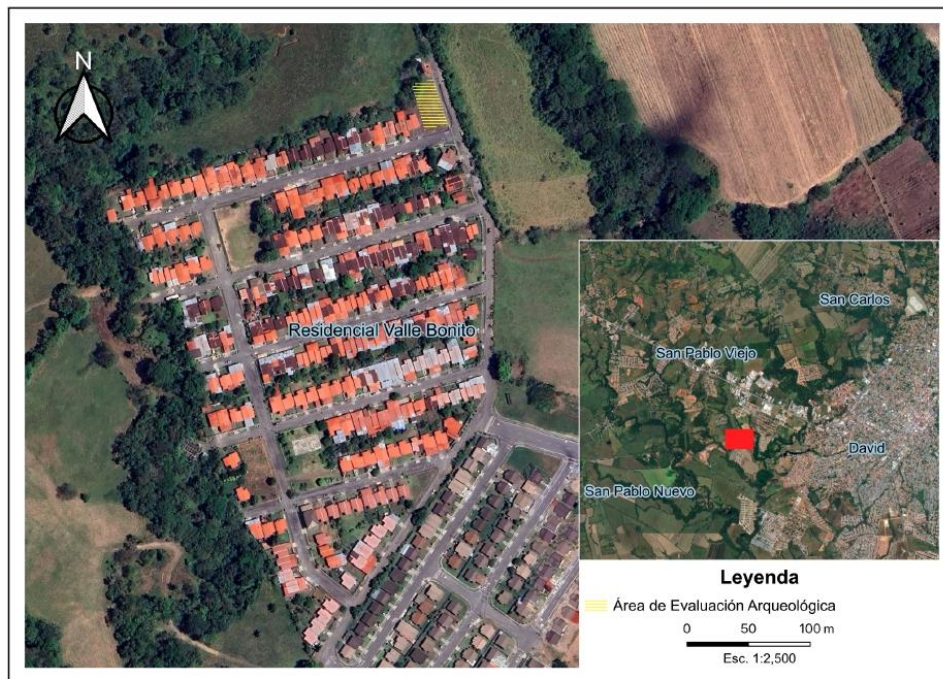 N
Residencial Valle Bonito
San Carlos
San Pablo Viejo
David
San Pablo Nuevo
Leyenda
Área de Evaluación Arqueológica
0 50 100 m
Esc. 1:2,500